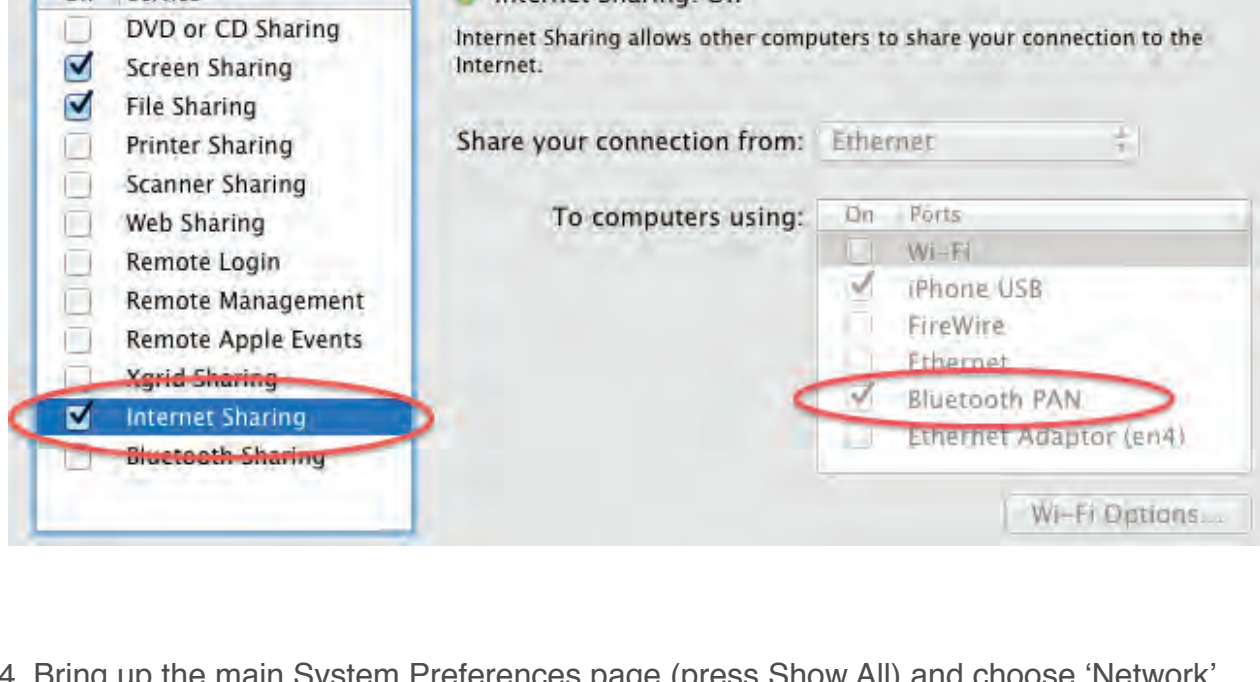 DVD or CD Sharing
Screen Sharing
File Sharing
Printer Sharing
Scanner Sharing
Web Sharing
Remote Login
Remote Management
Remote Apple Events
Xgrid Sharing
Internet Sharing
Bluetooth Sharing
Internet Sharing:
Internet Sharing allows other computers to share your connection to the
Internet.
Share your connection from: Ethernet
To computers using:
On Ports
Wi-Fi
iPhone USB
FireWire
Ethernet
Bluetooth PAN
Ethernet Adaptor (en4)
Wi-Fi Options...
4 Bring up the main System Preferences page (press Show All) and choose ‘Network’